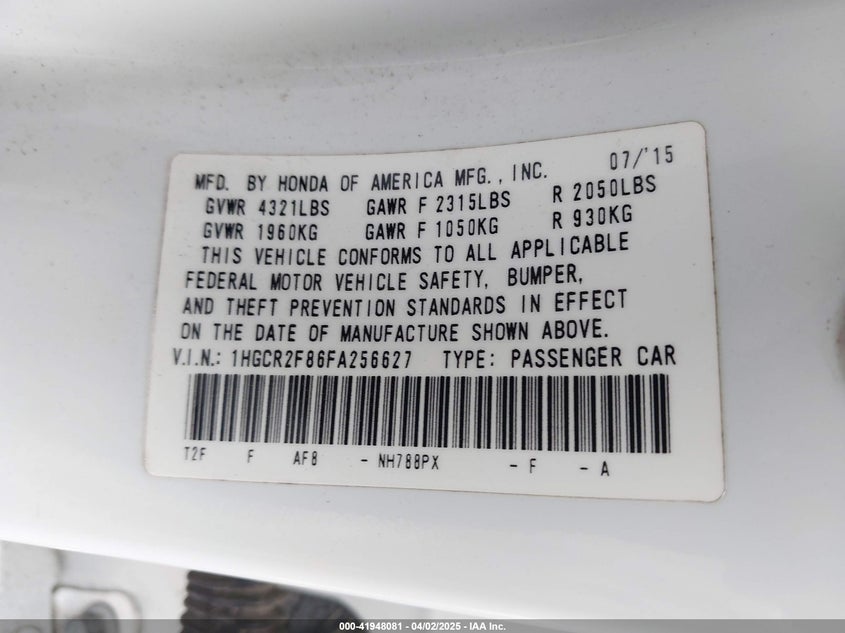 MFD. BY HONDA OF AMERICA MFG., INC. 07/'15
GVWR 4321LBS GAWR F 2315LBS R 2050LBS
GVWR 1960KG GAWR F 1050KG R 930KG
THIS VEHICLE CONFORMS TO ALL APPLICABLE
FEDERAL MOTOR VEHICLE SAFETY, BUMPER,
AND THEFT PREVENTION STANDARDS IN EFFECT
ON THE DATE OF MANUFACTURE SHOWN ABOVE.
V.I.N.: 1HGCR2F86FA256627 TYPE: PASSENGER CAR
T2F F AF8 - NH788PX - F - A
000-41948081 - 04/02/2025 - IAA Inc.